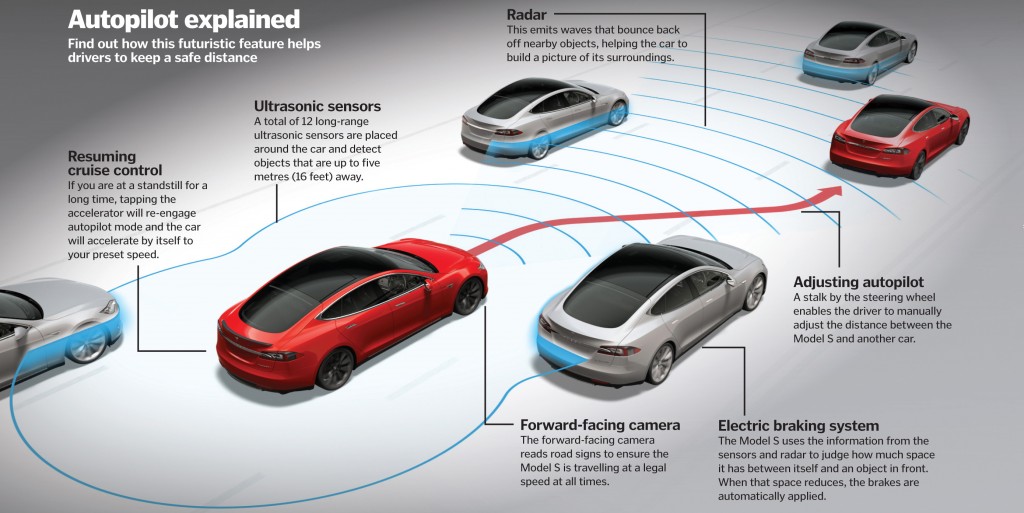 Autopilot explained
Find out how this futuristic feature helps
drivers to keep a safe distance
Radar
This emits waves that bounce back
off nearby objects, helping the car to
build a picture of its surroundings.
Ultrasonic sensors
A total of 12 long-range
ultrasonic sensors are placed
around the car and detect
objects that are up to five
metres (16 feet) away.
Resuming
cruise control
If you are at a standstill for a
long time, tapping the
accelerator will re-engage
autopilot mode and the car
will accelerate by itself to
your preset speed.
Adjusting autopilot
A stalk by the steering wheel
enables the driver to manually
adjust the distance between the
Model S and another car.
Forward-facing camera
The forward-facing camera
reads road signs to ensure the
Model S is travelling at a legal
speed at all times.
Electric braking system
The Model S uses the information from the
sensors and radar to judge how much space
it has between itself and an object in front.
When that space reduces, the brakes are
automatically applied.